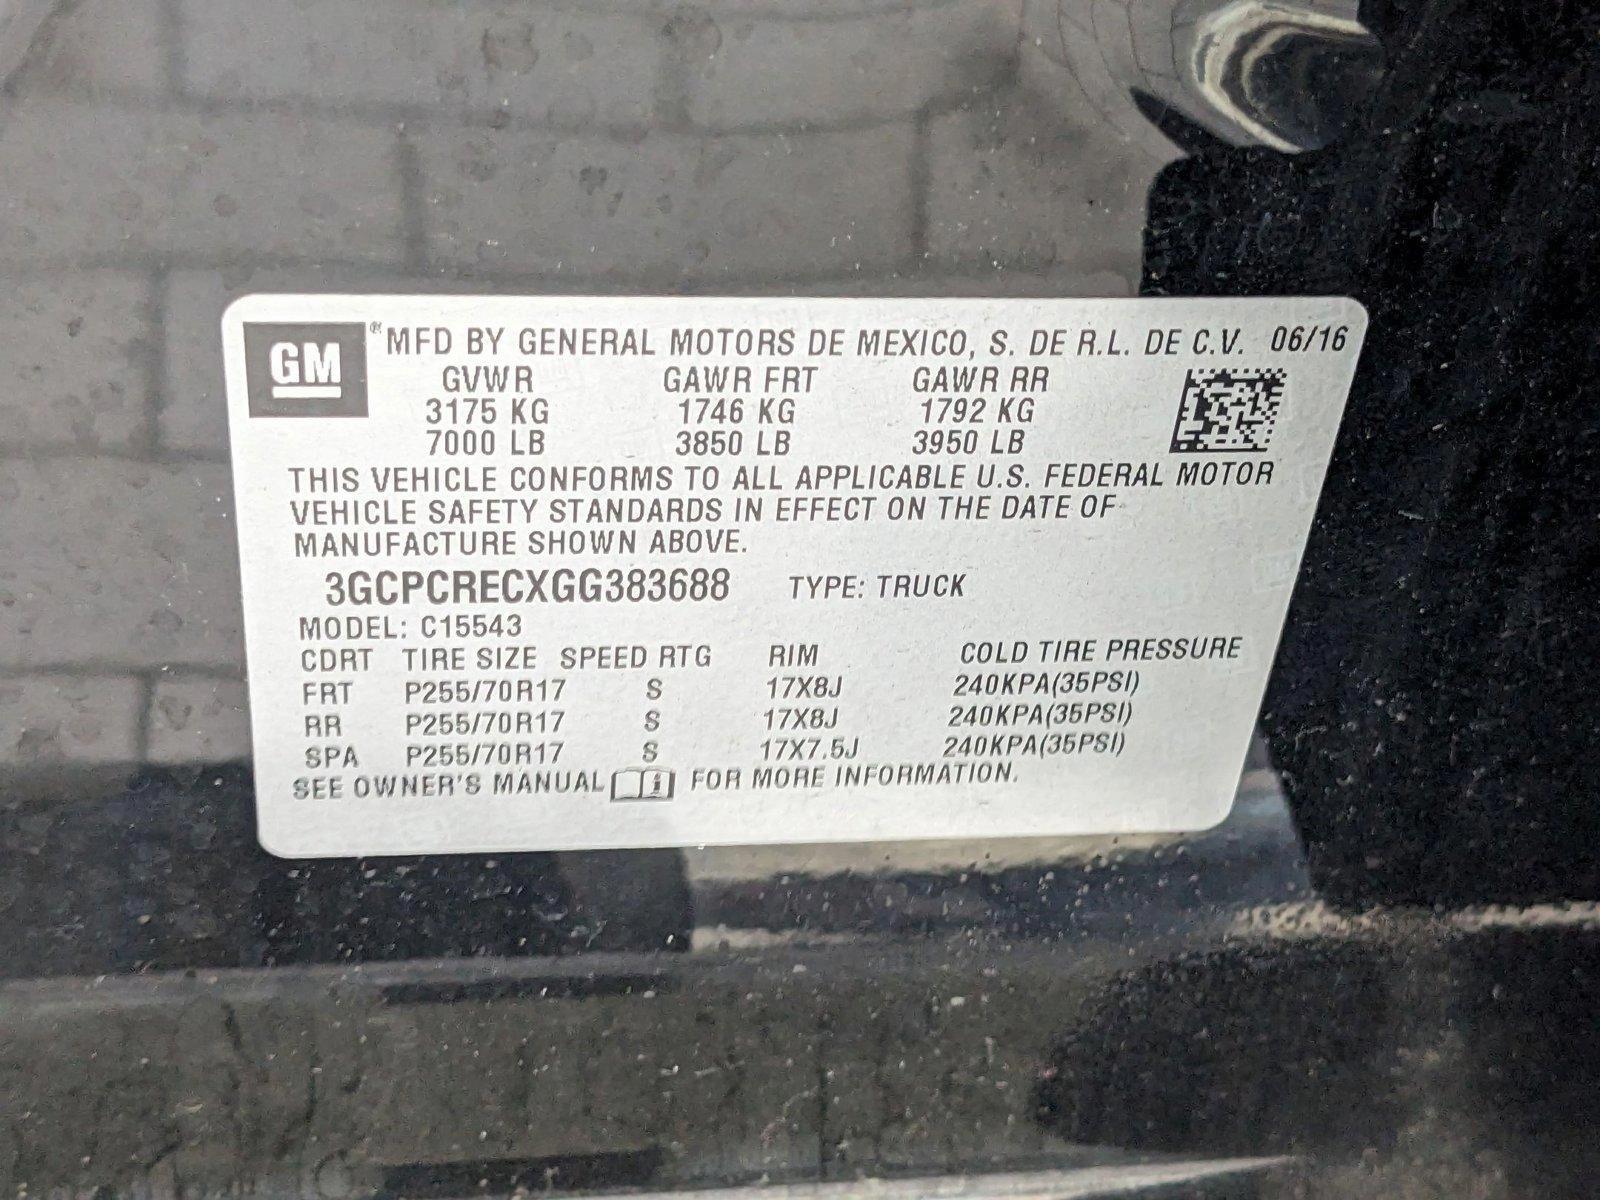 GM ® MFD BY GENERAL MOTORS DE MEXICO, S. DE R.L. DE C.V. 06/16
GVWR GAWR FRT GAWR RR
3175 KG 1746 KG 1792 KG
7000 LB 3850 LB 3950 LB
THIS VEHICLE CONFORMS TO ALL APPLICABLE U.S. FEDERAL MOTOR
VEHICLE SAFETY STANDARDS IN EFFECT ON THE DATE OF
MANUFACTURE SHOWN ABOVE.
3GCPCRECXGG383688 TYPE: TRUCK
MODEL: C15543
CDRT TIRE SIZE SPEED RTG RIM COLD TIRE PRESSURE
FRT P255/70R17 S 17X8J 240KPA(35PSI)
RR P255/70R17 S 17X8J 240KPA(35PSI)
SPA P255/70R17 S 17X7.5J 240KPA(35PSI)
SEE OWNER'S MANUAL i FOR MORE INFORMATION.